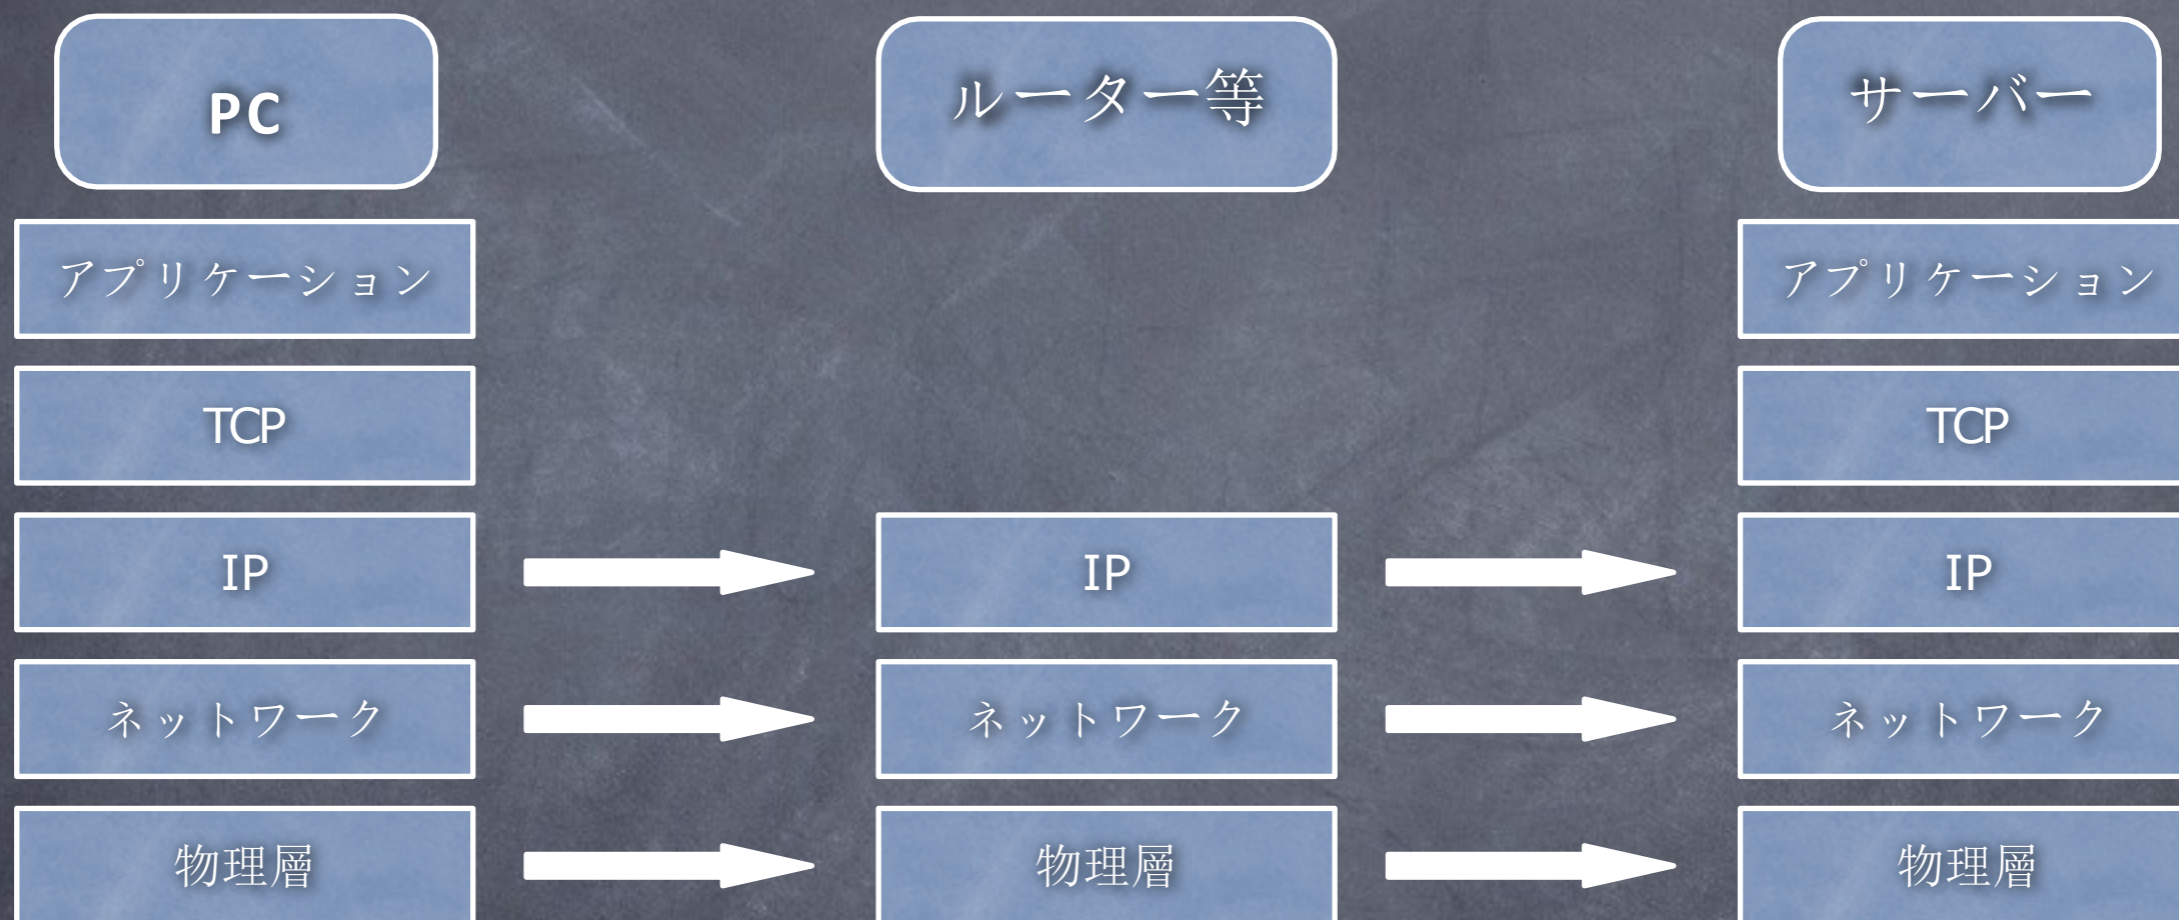 PC
ルーター等
サーバー
アプリケーション
アプリケーション
TCP
TCP
IP
IP
IP
ネットワーク
ネットワーク
ネットワーク
物理層
物理層
物理層